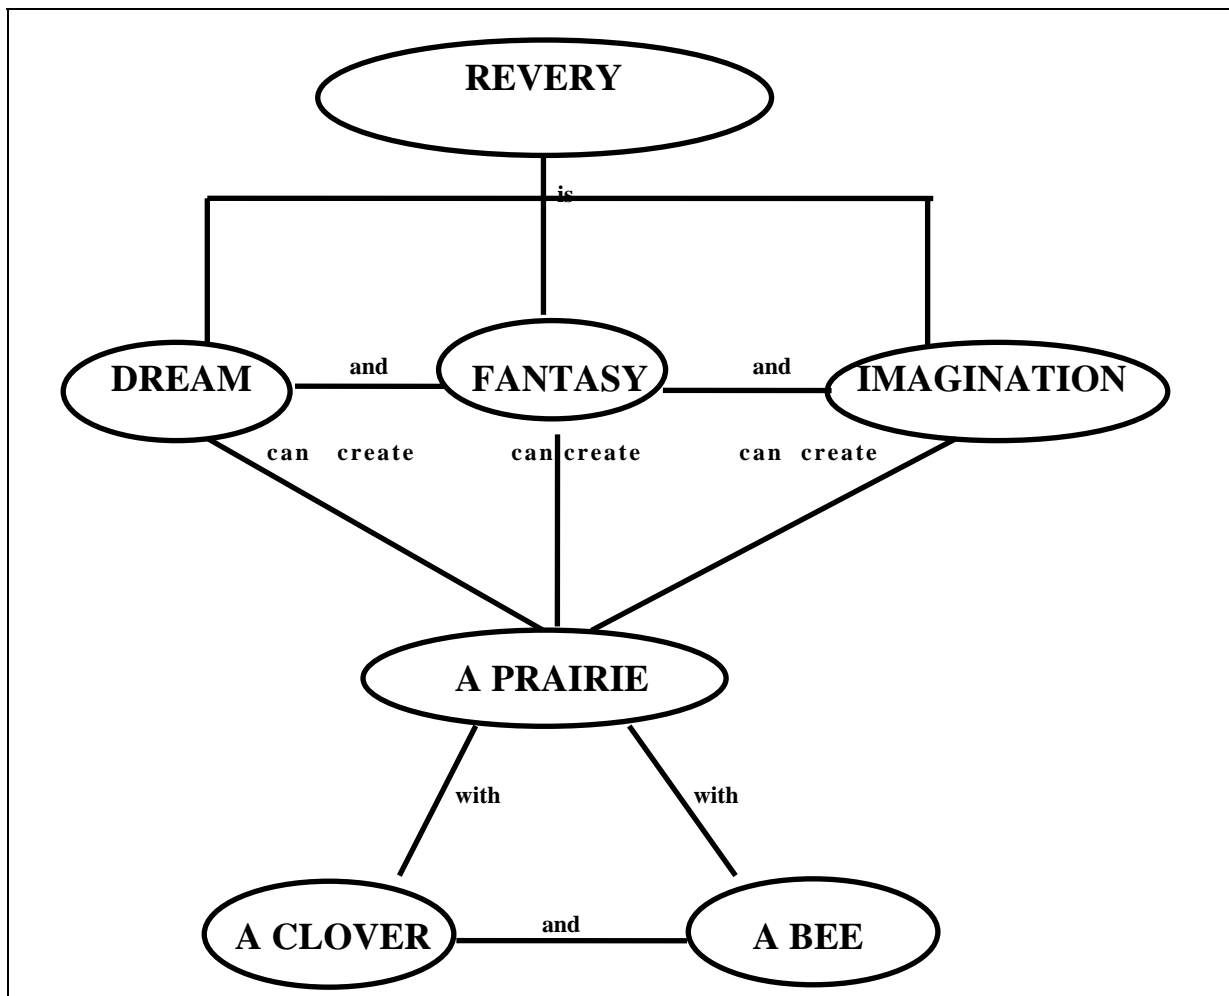 REVERY
is
and and
DREAM FANTASY IMAGINATION
can create can create can create
A PRAIRIE
with with
and
A CLOVER A BEE